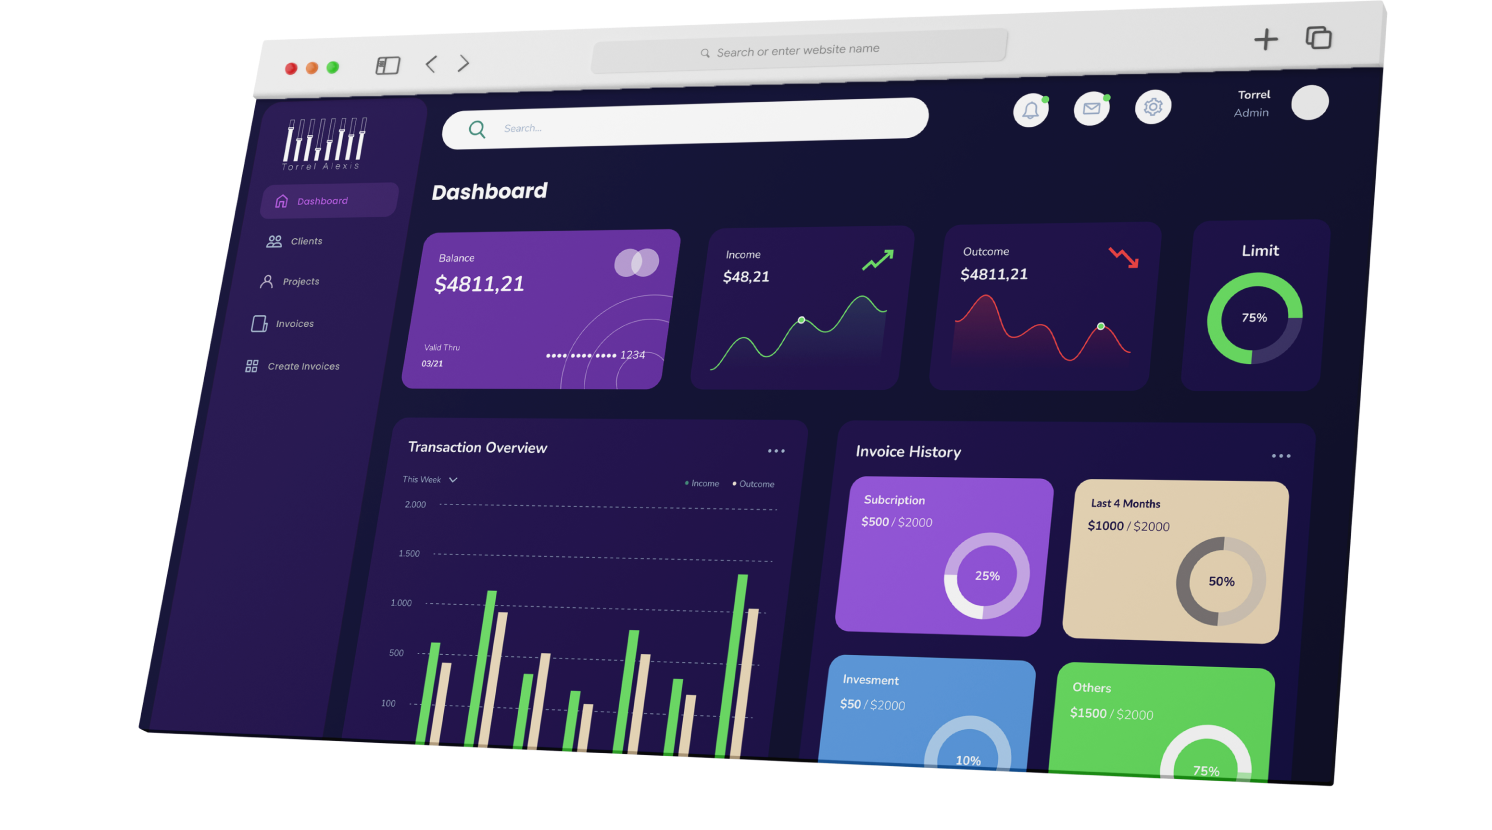 Search or enter website name
Torrel
Admin
Search...
Torrel Alexis
Dashboard
Clients
Projects
Invoices
Create Invoices
Dashboard
Balance
$4811,21
Valid Thru
03/21
•••• •••• •••• 1234
Income
$48,21
Outcome
$4811,21
Limit
75%
Transaction Overview
This Week
Income
Outcome
2.000
1.500
1.000
500
100
Invoice History
Subcription
$500 / $2000
25%
Last 4 Months
$1000 / $2000
50%
Invesment
$50 / $2000
10%
Others
$1500 / $2000
75%